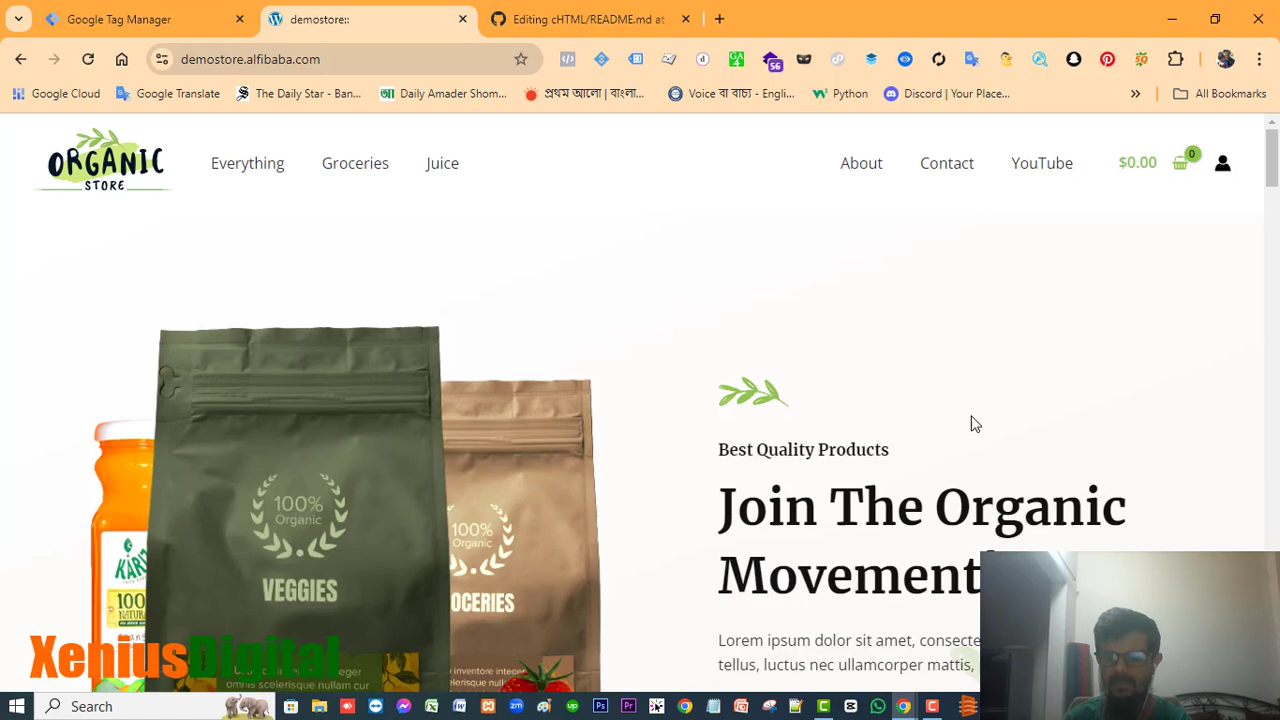 Google Tag Manager
demostore::
Editing cHTML/README.md at
demostore.alfibaba.com
56
Google Cloud
Google Translate
The Daily Star - Ban...
Daily Amader Shom...
প্রথম আলো | বাংলা...
Voice বা বাচ্য - Engli...
Python
Discord | Your Place...
All Bookmarks
ORGANIC
STORE
Everything
Groceries
Juice
About
Contact
YouTube
$0.00
0
Best Quality Products
Join The Organic
Movement
Lorem ipsum dolor sit amet, consecte
tellus, luctus nec ullamcorper mattis,
100%
Organic
VEGGIES
100%
Organic
XeniusDigital
Search